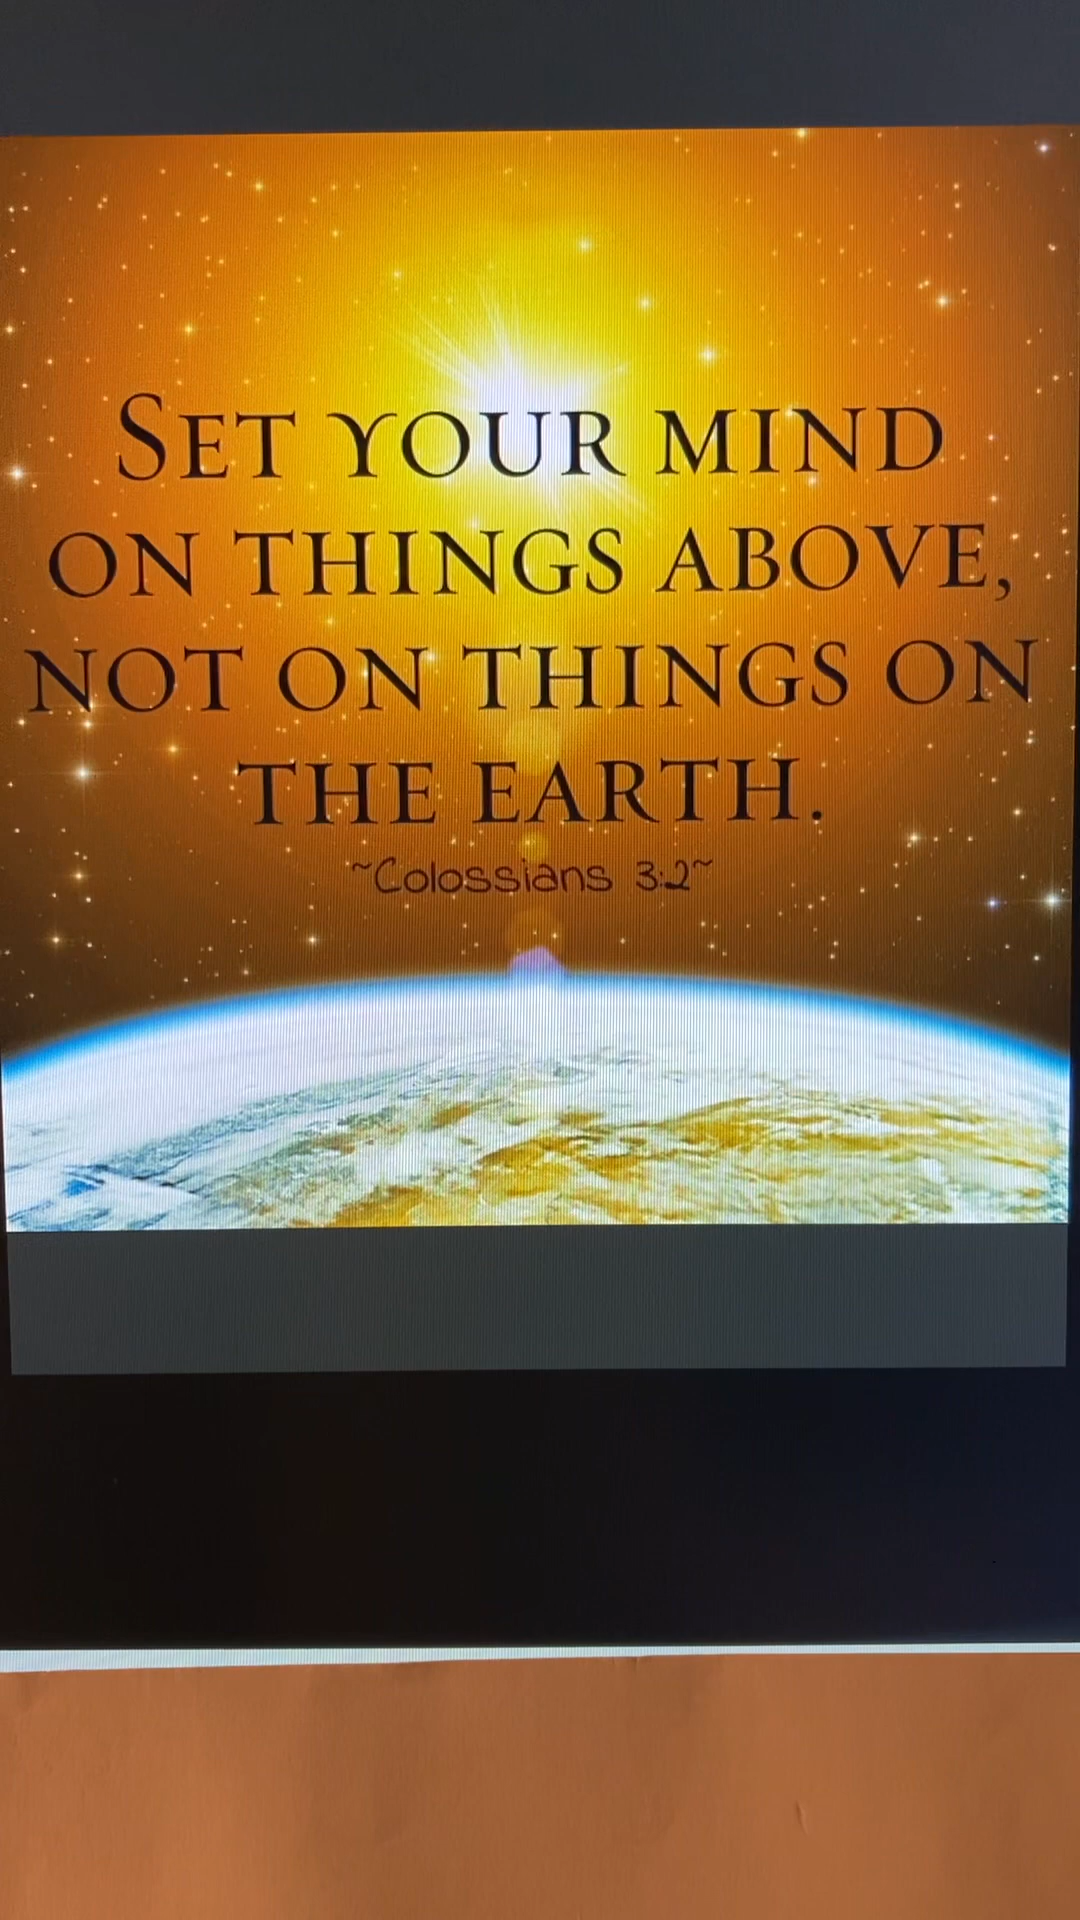 Set your mind
on things above,
not on things on
the earth.
~Colossians 3:2~